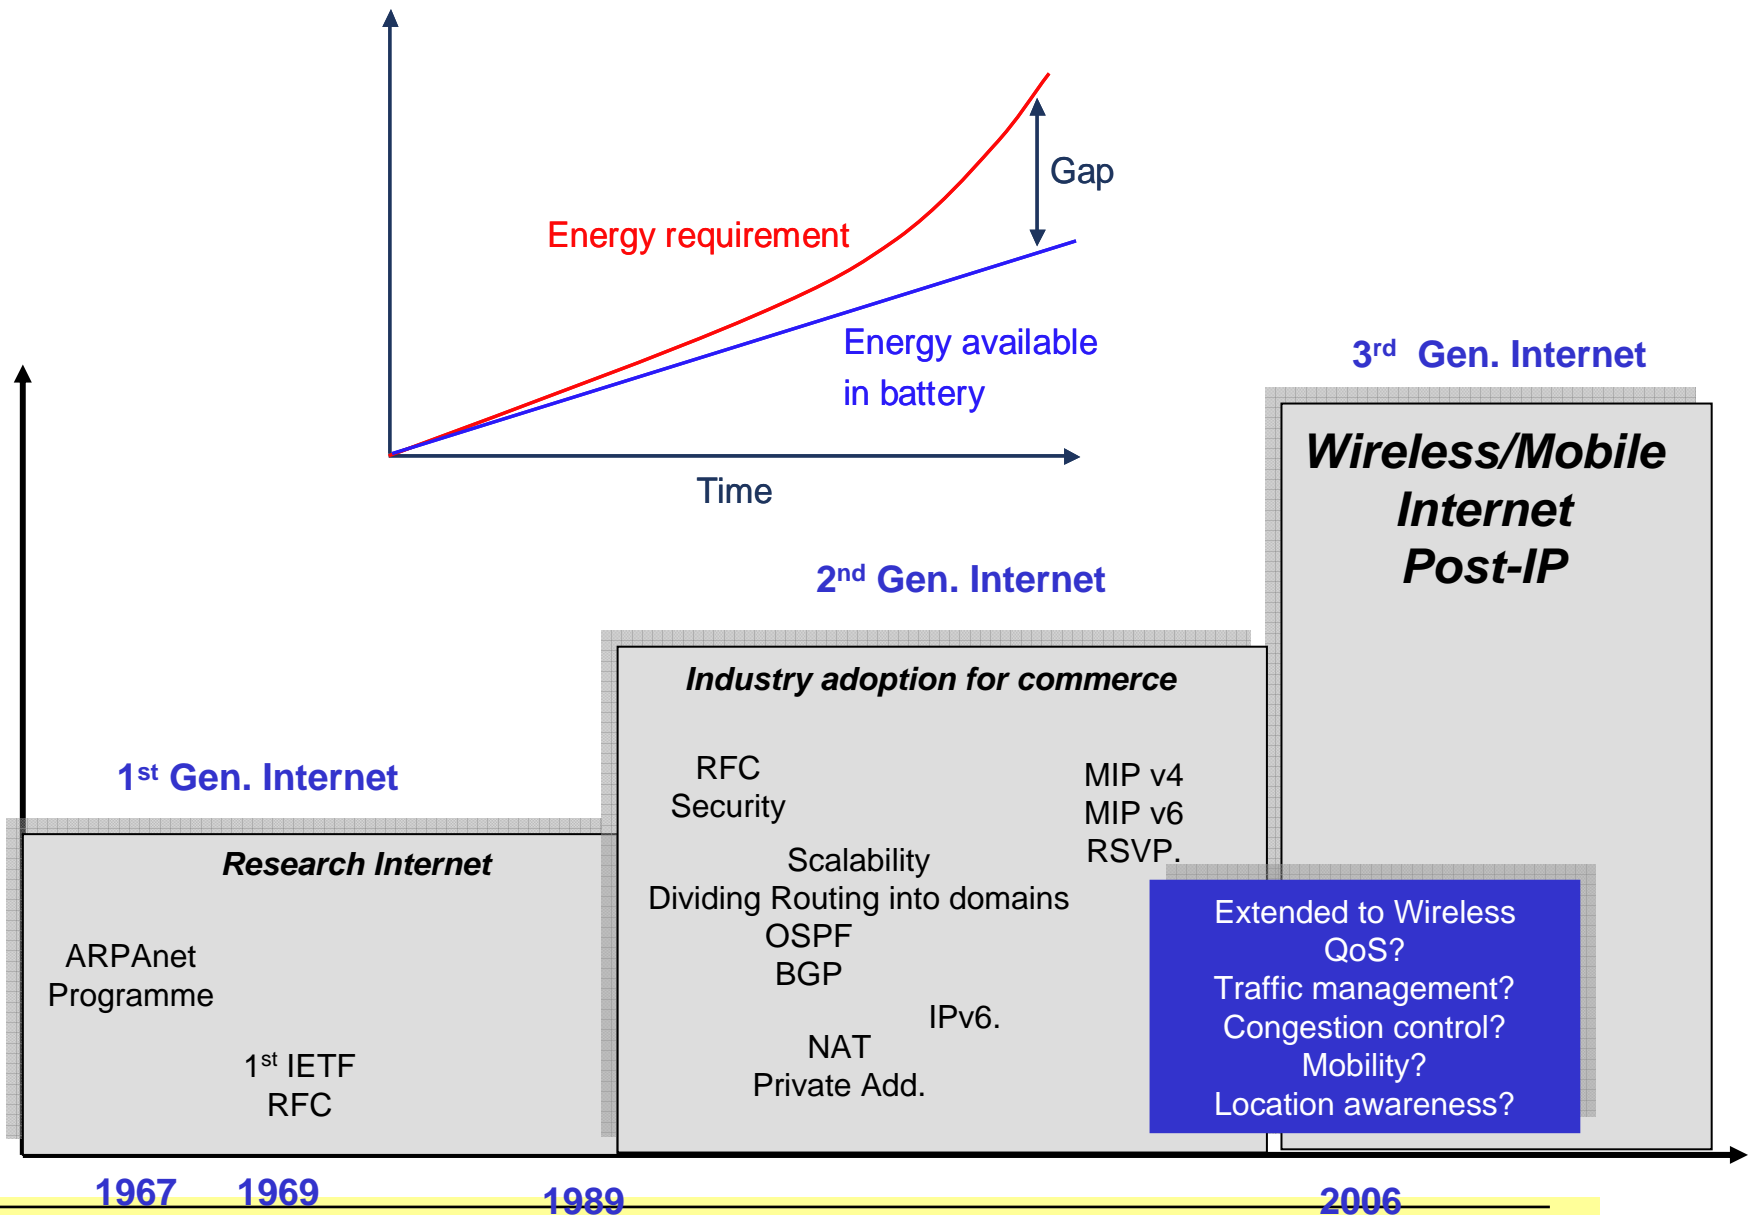 Gap
Energy requirement
Energy available
in battery
Time
3rd Gen. Internet
Wireless/Mobile
Internet
Post-IP
2nd Gen. Internet
Industry adoption for commerce
RFC
Security
MIP v4
MIP v6
RSVP.
Scalability
Dividing Routing into domains
OSPF
BGP
IPv6.
NAT
Private Add.
1st Gen. Internet
Research Internet
ARPAnet
Programme
1st IETF
RFC
Extended to Wireless
QoS?
Traffic management?
Congestion control?
Mobility?
Location awareness?
1967 1969 1989 2006